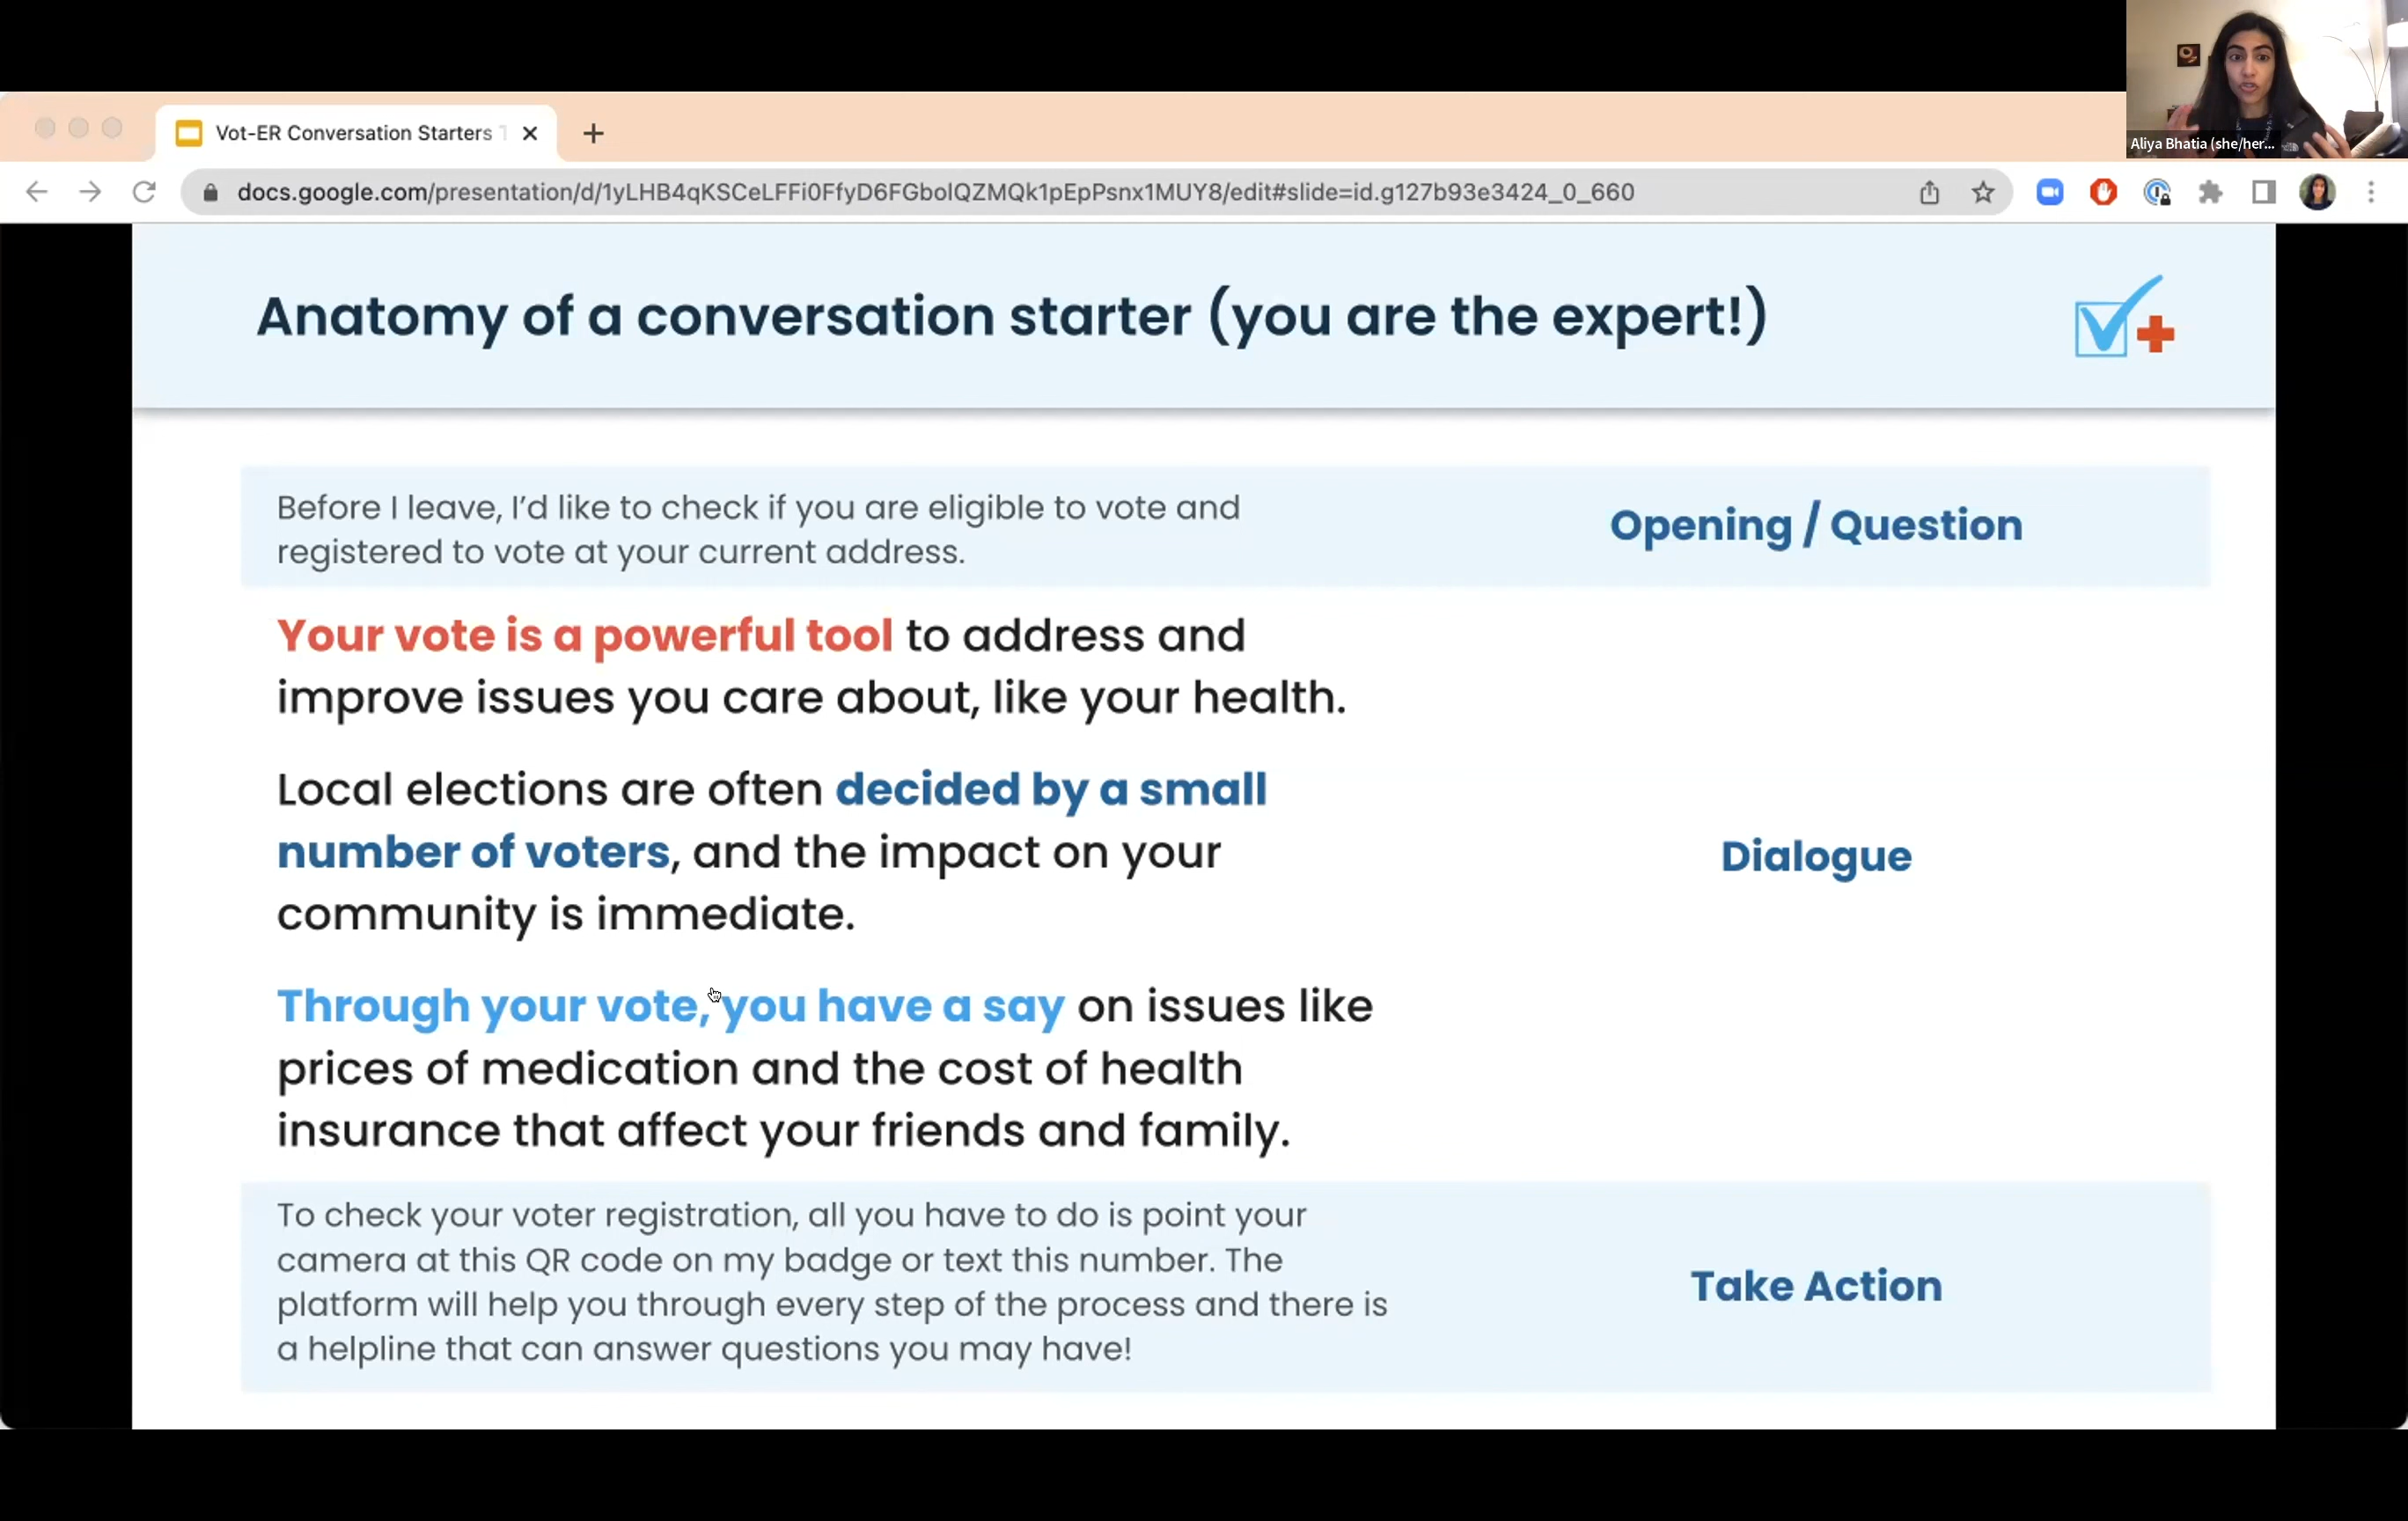 Aliya Bhatia (she/her...
Vot-ER Conversation Starters
docs.google.com/presentation/d/1yLHB4qKSCeLFFi0FfyD6FGbolQZMQk1pEpPsnx1MUY8/edit#slide=id.g127b93e3424_0_660
Anatomy of a conversation starter (you are the expert!)
Before I leave, I’d like to check if you are eligible to vote and
registered to vote at your current address.
Opening / Question
Your vote is a powerful tool to address and
improve issues you care about, like your health.
Local elections are often decided by a small
number of voters, and the impact on your
community is immediate.
Dialogue
Through your vote, you have a say on issues like
prices of medication and the cost of health
insurance that affect your friends and family.
To check your voter registration, all you have to do is point your
camera at this QR code on my badge or text this number. The
platform will help you through every step of the process and there is
a helpline that can answer questions you may have!
Take Action